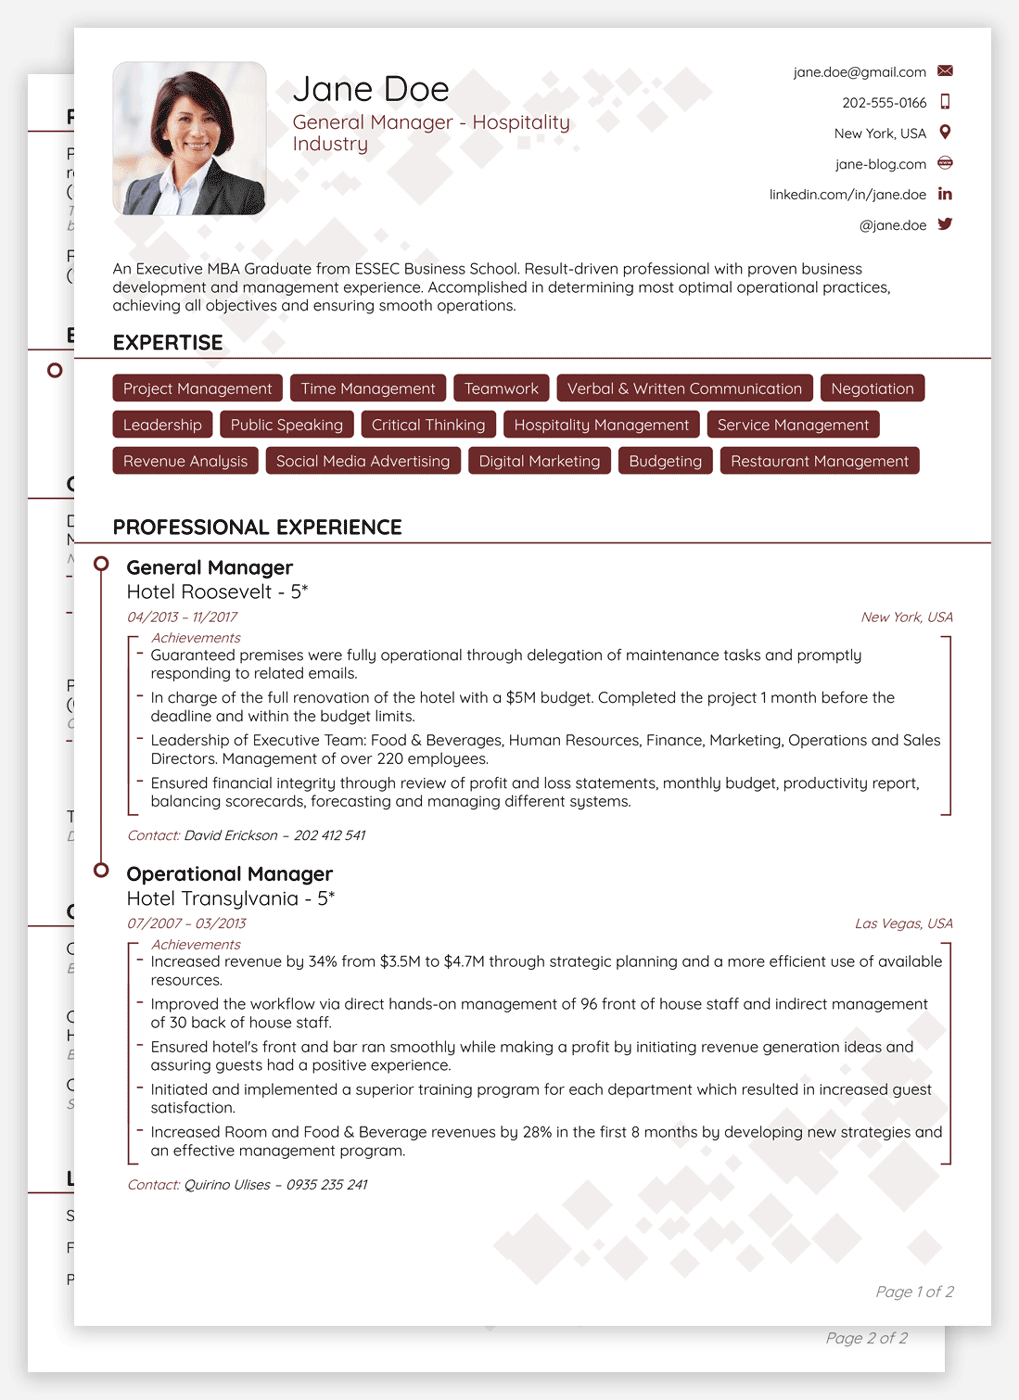 Jane Doe
General Manager - Hospitality
Industry
jane.doe@gmail.com
202-555-0166
New York, USA
jane-blog.com
linkedin.com/in/jane.doe
@jane.doe
An Executive MBA Graduate from ESSEC Business School. Result-driven professional with proven business
development and management experience. Accomplished in determining most optimal operational practices,
achieving all objectives and ensuring smooth operations.
EXPERTISE
Project Management Time Management Teamwork Verbal & Written Communication Negotiation
Leadership Public Speaking Critical Thinking Hospitality Management Service Management
Revenue Analysis Social Media Advertising Digital Marketing Budgeting Restaurant Management
PROFESSIONAL EXPERIENCE
General Manager
Hotel Roosevelt - 5*
04/2013 – 11/2017 New York, USA
Achievements
- Guaranteed premises were fully operational through delegation of maintenance tasks and promptly
responding to related emails.
- In charge of the full renovation of the hotel with a $5M budget. Completed the project 1 month before the
deadline and within the budget limits.
- Leadership of Executive Team: Food & Beverages, Human Resources, Finance, Marketing, Operations and Sales
Directors. Management of over 220 employees.
- Ensured financial integrity through review of profit and loss statements, monthly budget, productivity report,
balancing scorecards, forecasting and managing different systems.
Contact: David Erickson – 202 412 541
Operational Manager
Hotel Transylvania - 5*
07/2007 – 03/2013 Las Vegas, USA
Achievements
- Increased revenue by 34% from $3.5M to $4.7M through strategic planning and a more efficient use of available
resources.
- Improved the workflow via direct hands-on management of 96 front of house staff and indirect management
of 30 back of house staff.
- Ensured hotel's front and bar ran smoothly while making a profit by initiating revenue generation ideas and
assuring guests had a positive experience.
- Initiated and implemented a superior training program for each department which resulted in increased guest
satisfaction.
- Increased Room and Food & Beverage revenues by 28% in the first 8 months by developing new strategies and
an effective management program.
Contact: Quirino Ulises – 0935 235 241
Page 1 of 2
Page 2 of 2